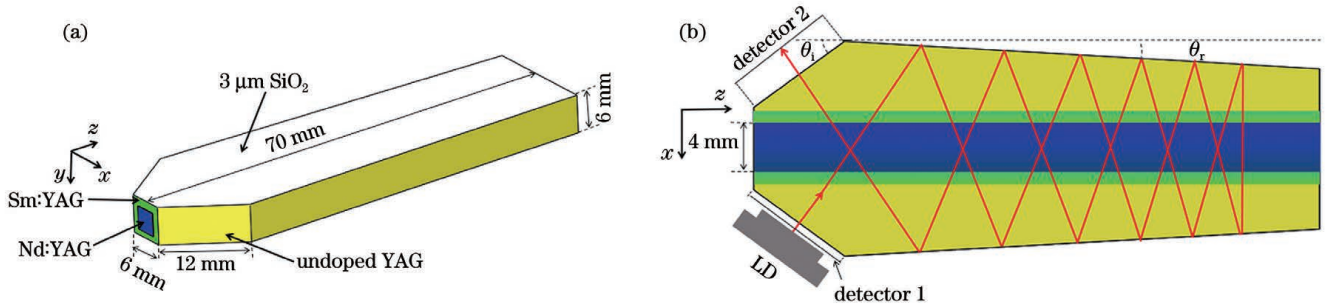 (a)
3 μm SiO₂
70 mm
6 mm
z
y
x
Sm:YAG
Nd:YAG
6 mm
12 mm
undoped YAG
(b)
detector 2
θi
θr
z
x
4 mm
LD
detector 1